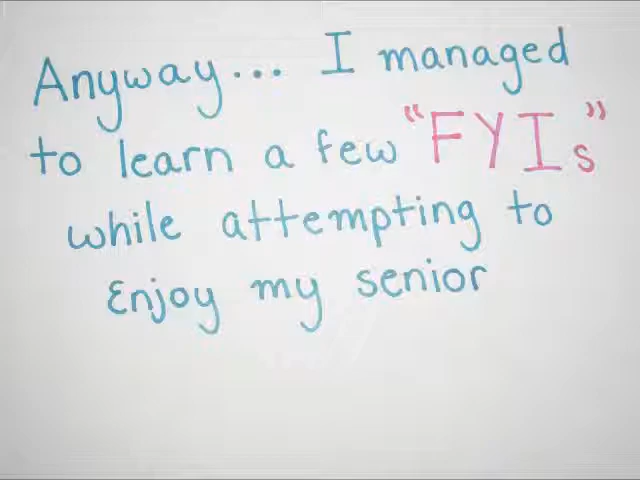 Anyway... I managed
to learn a few "FYIs"
while attempting to
Enjoy my senior